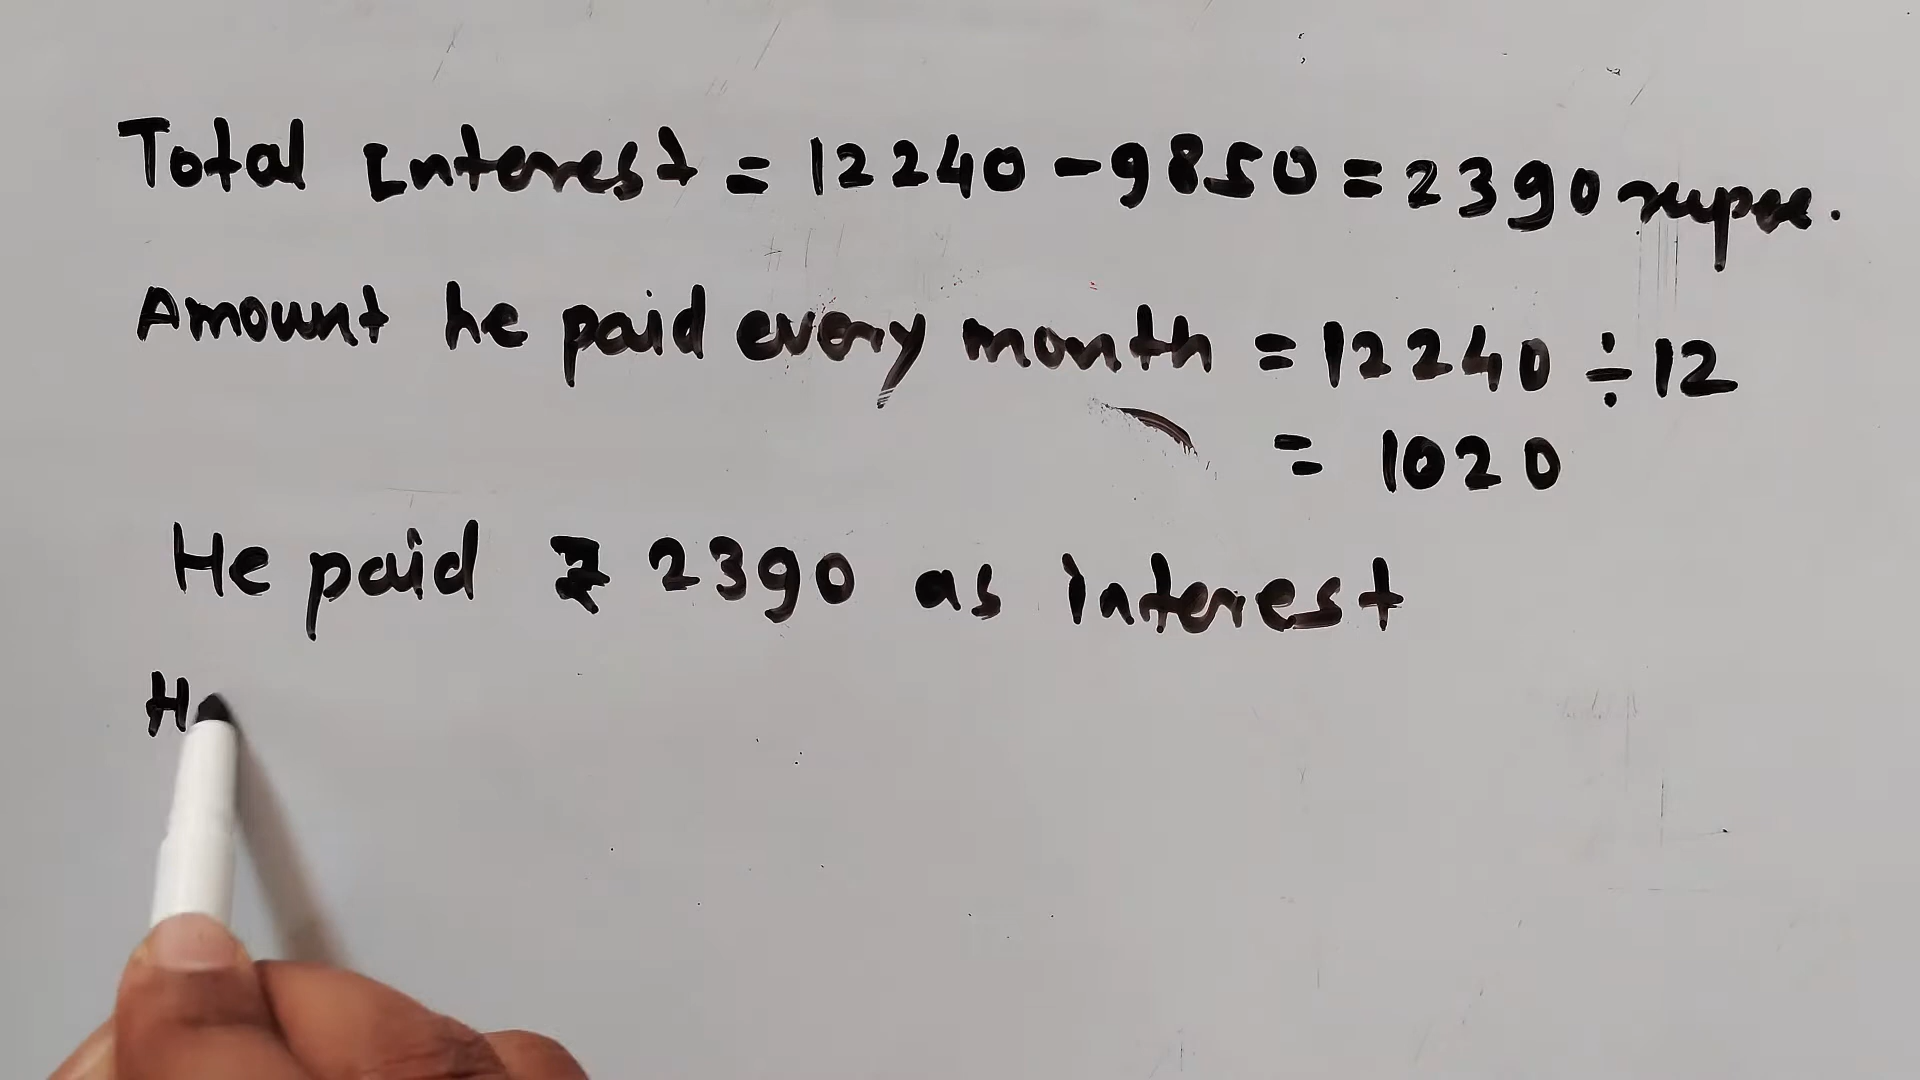 Total Interest = 12240 - 9850 = 2390 rupee.
Amount he paid every month = 12240 ÷ 12
= 1020
He paid ₹ 2390 as interest
H